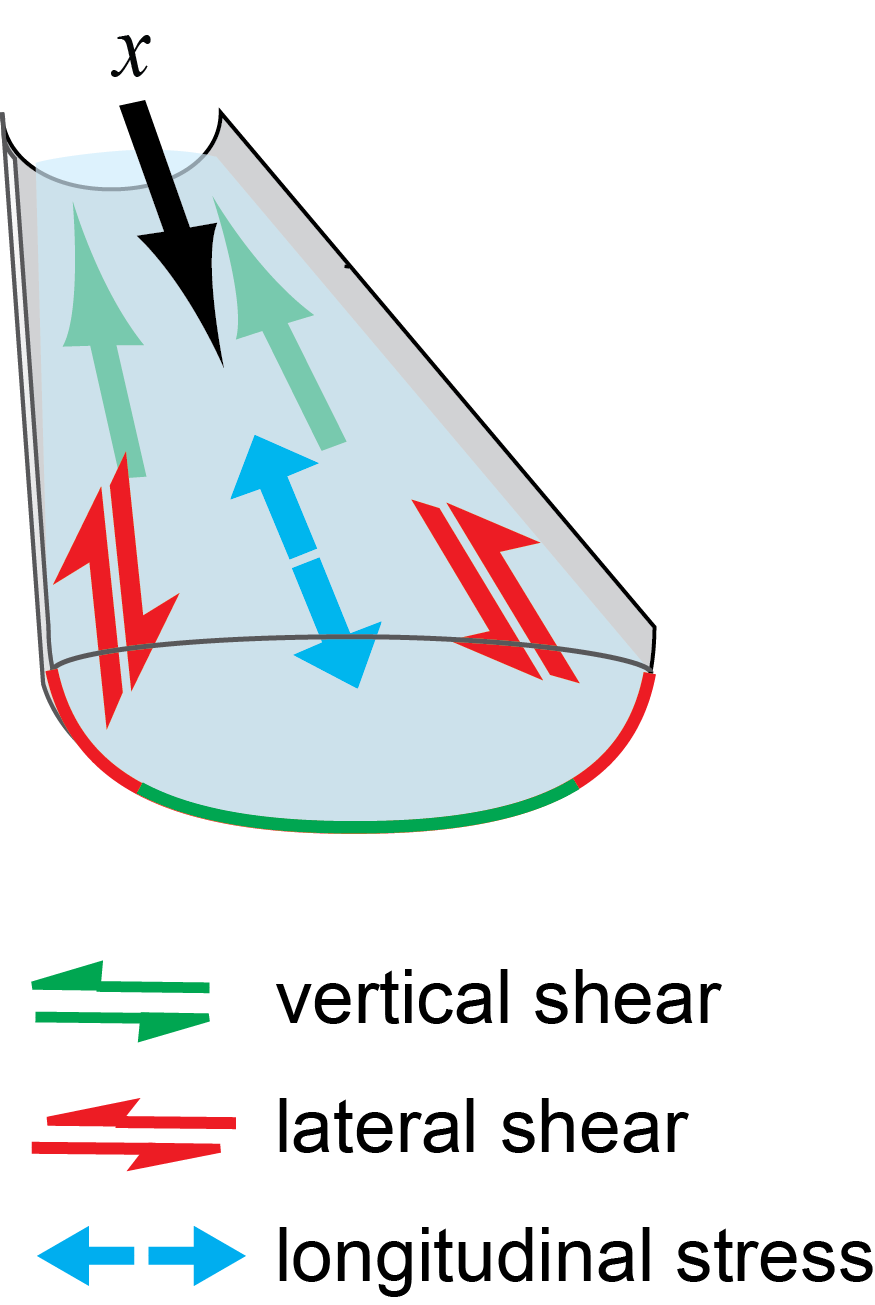 x
vertical shear
lateral shear
longitudinal stress